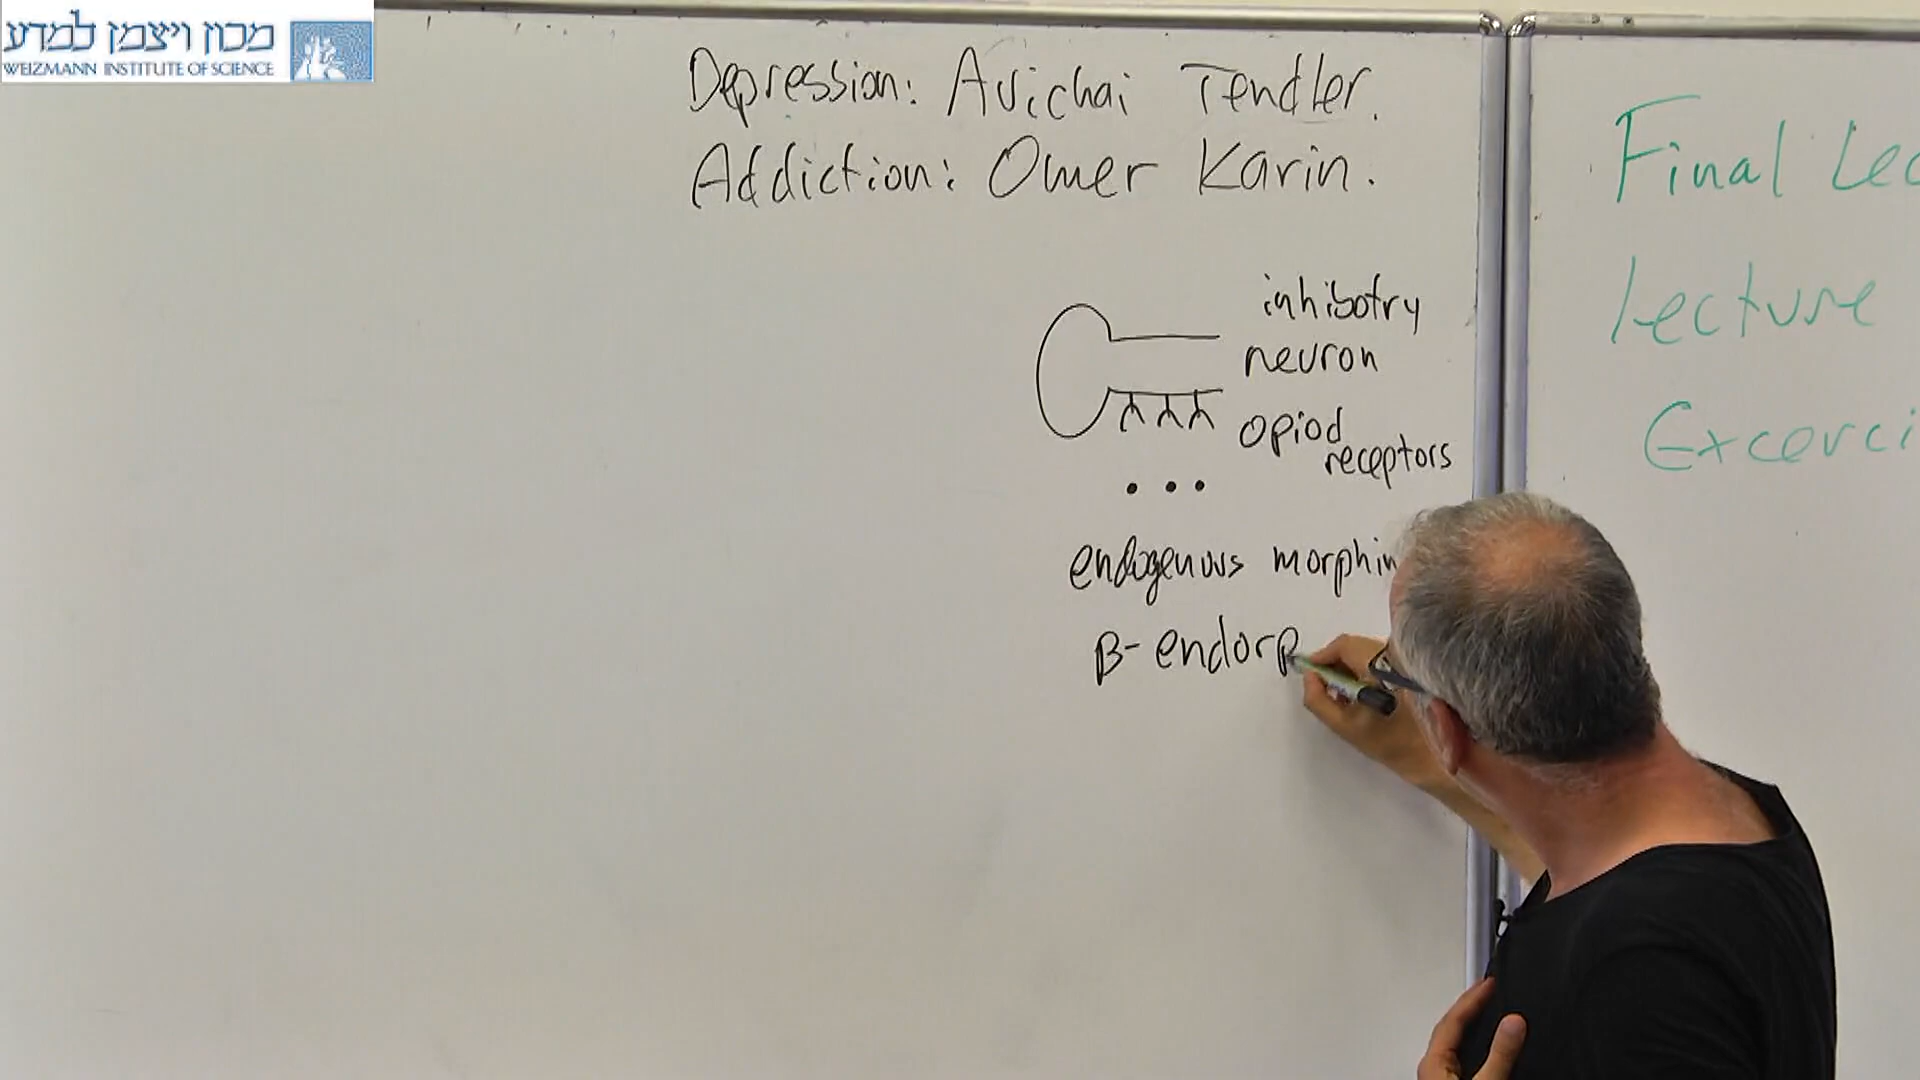 מכון ויצמן למדע
WEIZMANN INSTITUTE OF SCIENCE
Depression: Avichai Tendler.
Addiction: Omer Karin.
inhibotry
neuron
opiod
receptors
endogenous morphin
β- endorp
Final Lec
Lecture
Excerci